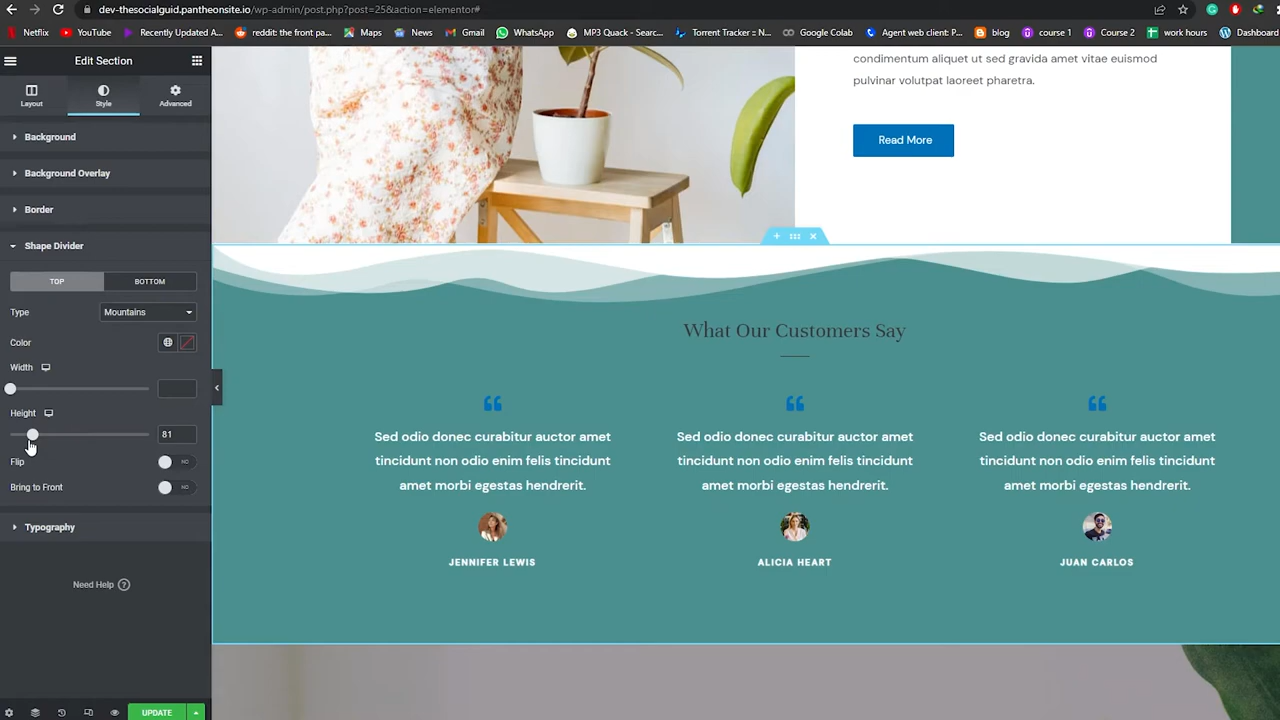 dev-thesocialguid.pantheonsite.io/wp-admin/post.php?post=25&action=elementor#
Netflix
YouTube
Recently Updated A...
reddit: the front pa...
Maps
News
Gmail
WhatsApp
MP3 Quack - Searc...
Torrent Tracker :: N...
Google Colab
Agent web client: P...
blog
course 1
Course 2
work hours
Dashboard
Edit Section
Layout
Style
Advanced
Background
Background Overlay
Border
Shape Divider
TOP
BOTTOM
Type
Mountains
Color
Width
Height
81
Flip
NO
Bring to Front
NO
Typography
Need Help ?
UPDATE
condimentum aliquet ut sed gravida amet vitae euismod
pulvinar volutpat laoreet pharetra.
Read More
What Our Customers Say
Sed odio donec curabitur auctor amet
tincidunt non odio enim felis tincidunt
amet morbi egestas hendrerit.
JENNIFER LEWIS
Sed odio donec curabitur auctor amet
tincidunt non odio enim felis tincidunt
amet morbi egestas hendrerit.
ALICIA HEART
Sed odio donec curabitur auctor amet
tincidunt non odio enim felis tincidunt
amet morbi egestas hendrerit.
JUAN CARLOS